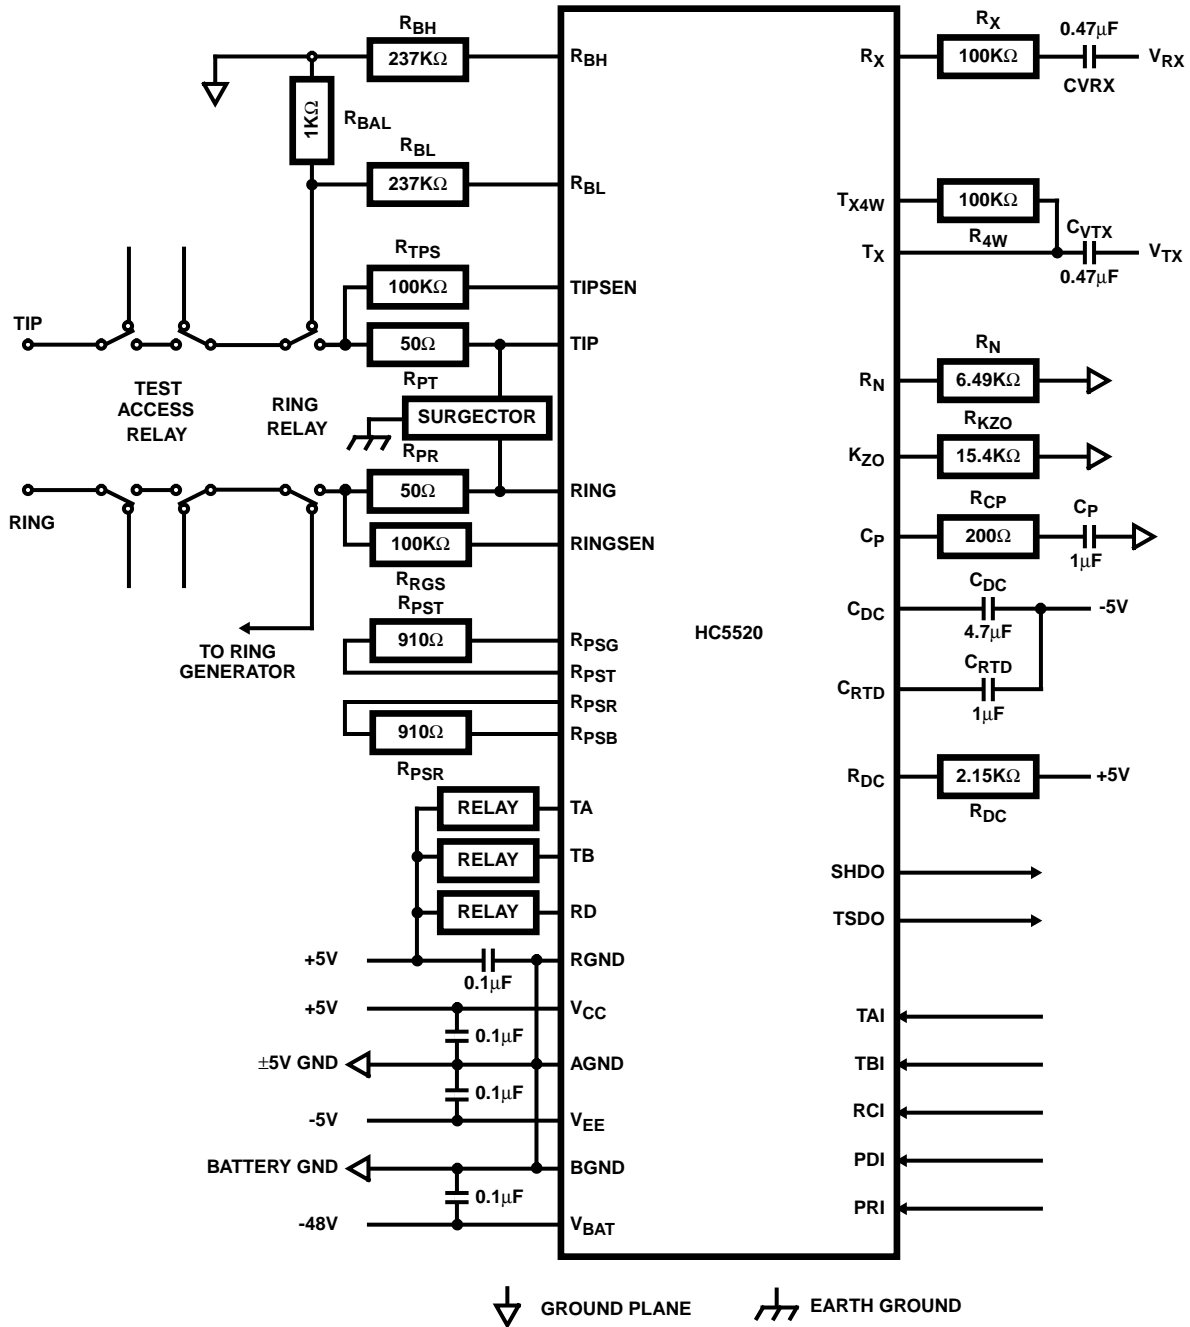 RBH
237KΩ
RBH
1KΩ
RBAL
RBL
237KΩ
RBL
RTPS
100KΩ
TIPSEN
TIP
50Ω
TIP
RPT
TEST
ACCESS
RELAY
RING
RELAY
SURGECTOR
RPR
50Ω
RING
RING
100KΩ
RINGSEN
RRGS
TO RING
GENERATOR
RPST
910Ω
RPSG
RPST
RPSR
910Ω
RPSB
RPSR
RELAY
TA
RELAY
TB
RELAY
RD
+5V
0.1μF
RGND
+5V
VCC
0.1μF
±5V GND
AGND
0.1μF
-5V
VEE
BATTERY GND
BGND
0.1μF
-48V
VBAT
HC5520
RX
RX
100KΩ
0.47μF
CVRX
VRX
TX4W
100KΩ
R4W
TX
CVTX
0.47μF
VTX
RN
RN
6.49KΩ
RKZO
KZO
15.4KΩ
RCP
CP
200Ω
CP
1μF
CDC
CDC
4.7μF
-5V
CRTD
CRTD
1μF
RDC
2.15KΩ
+5V
RDC
SHDO
TSDO
TAI
TBI
RCI
PDI
PRI
GROUND PLANE
EARTH GROUND